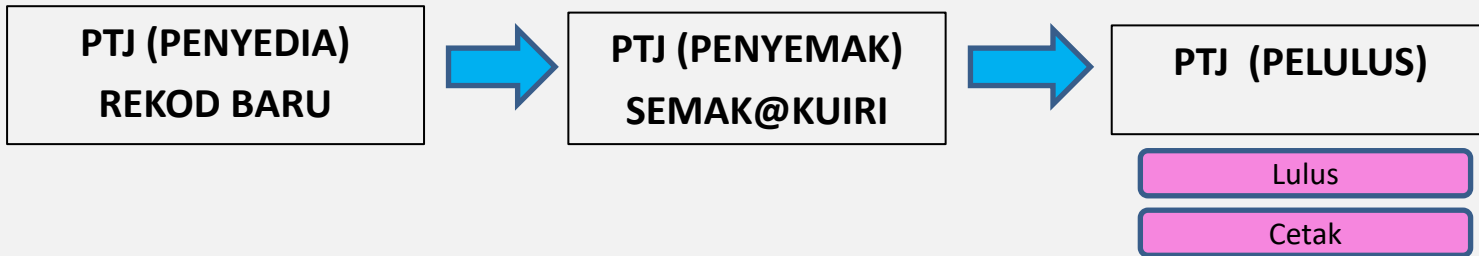 PTJ (PENYEDIA)
REKOD BARU
PTJ (PENYEMAK)
SEMAK@KUIRI
PTJ (PELULUS)
Lulus
Cetak